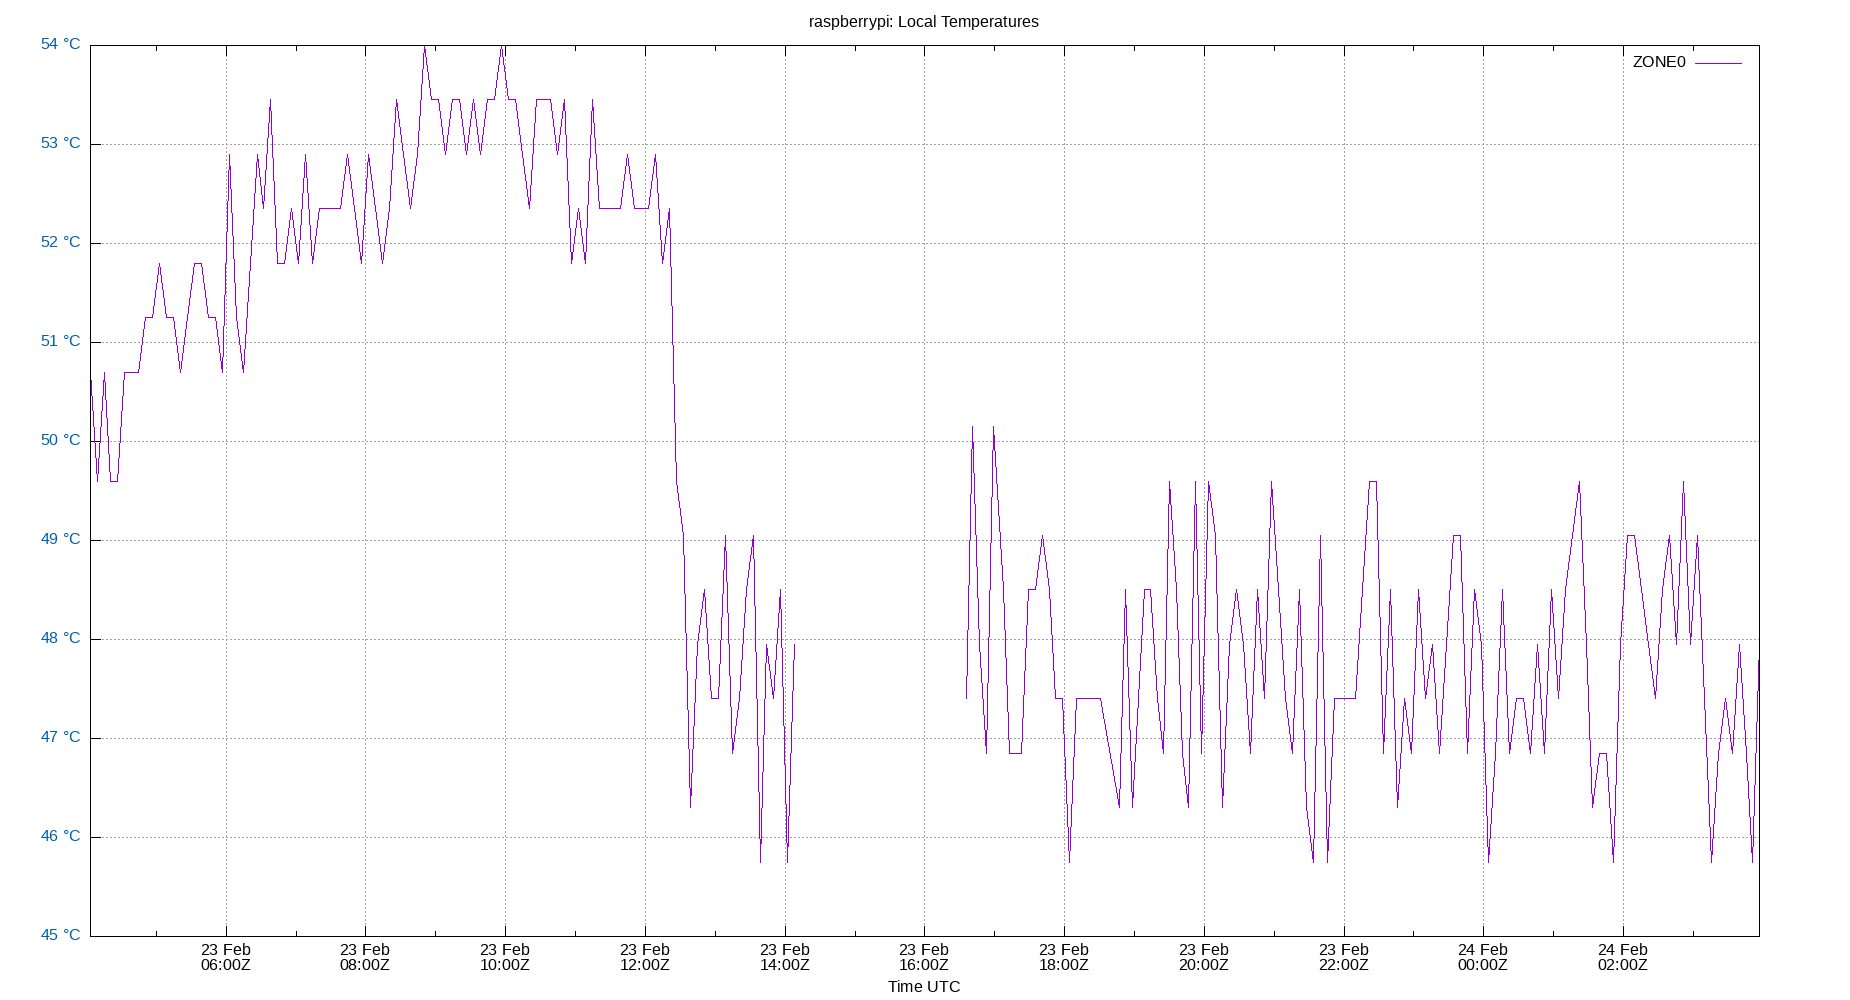 raspberrypi: Local Temperatures
ZONE0
54 °C
53 °C
52 °C
51 °C
50 °C
49 °C
48 °C
47 °C
46 °C
45 °C
23 Feb 23 Feb 23 Feb 23 Feb 23 Feb 23 Feb 23 Feb 23 Feb 23 Feb 24 Feb 24 Feb
06:00Z 08:00Z 10:00Z 12:00Z 14:00Z 16:00Z 18:00Z 20:00Z 22:00Z 00:00Z 02:00Z
Time UTC